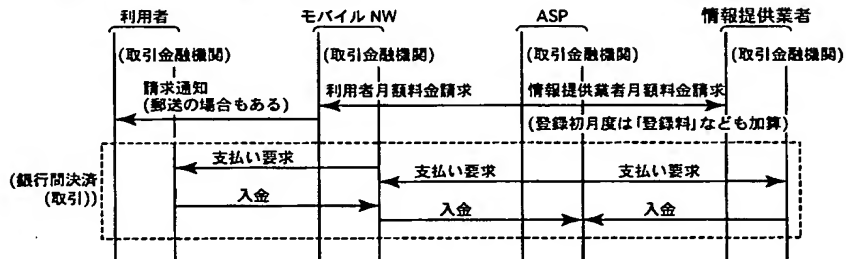 利用者 モバイルNW ASP 情報提供業者
(取引金融機関) (取引金融機関) (取引金融機関) (取引金融機関)
請求通知
(郵送の場合もある)
利用者月額料金請求 情報提供業者月額料金請求
(登録初月度は「登録料」なども加算)
(銀行間決済
(取引))
支払い要求
支払い要求 支払い要求
入金
入金 入金